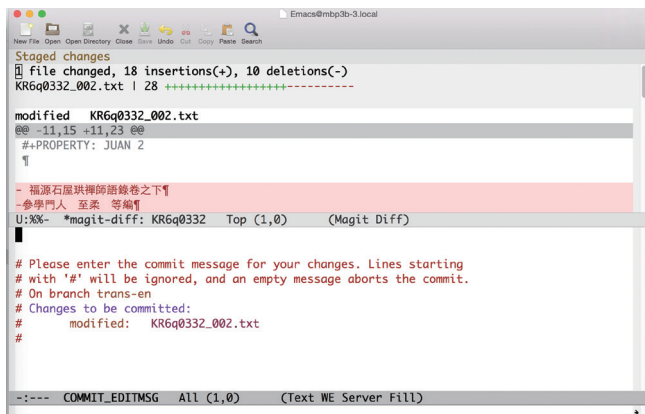 Emacs@mbp3b-3.local
New File Open Open Directory Close Save Undo Cut Copy Paste Search
Staged changes
1 file changed, 18 insertions(+), 10 deletions(-)
KR6q0332_002.txt | 28 ++++++++++++++++++----------
modified   KR6q0332_002.txt
@@ -11,15 +11,23 @@
#+PROPERTY: JUAN 2
¶
- 福源石屋珙禪師語錄卷之下¶
-參學門人 至柔 等編¶
U:%%-  *magit-diff: KR6q0332   Top (1,0)      (Magit Diff)
# Please enter the commit message for your changes. Lines starting
# with '#' will be ignored, and an empty message aborts the commit.
# On branch trans-en
# Changes to be committed:
#       modified:   KR6q0332_002.txt
#
-:---  COMMIT_EDITMSG   All (1,0)      (Text WE Server Fill)